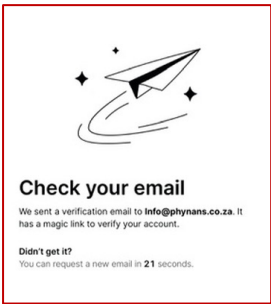 Check your email
We sent a verification email to Info@phynans.co.za. It
has a magic link to verify your account.
Didn't get it?
You can request a new email in 21 seconds.